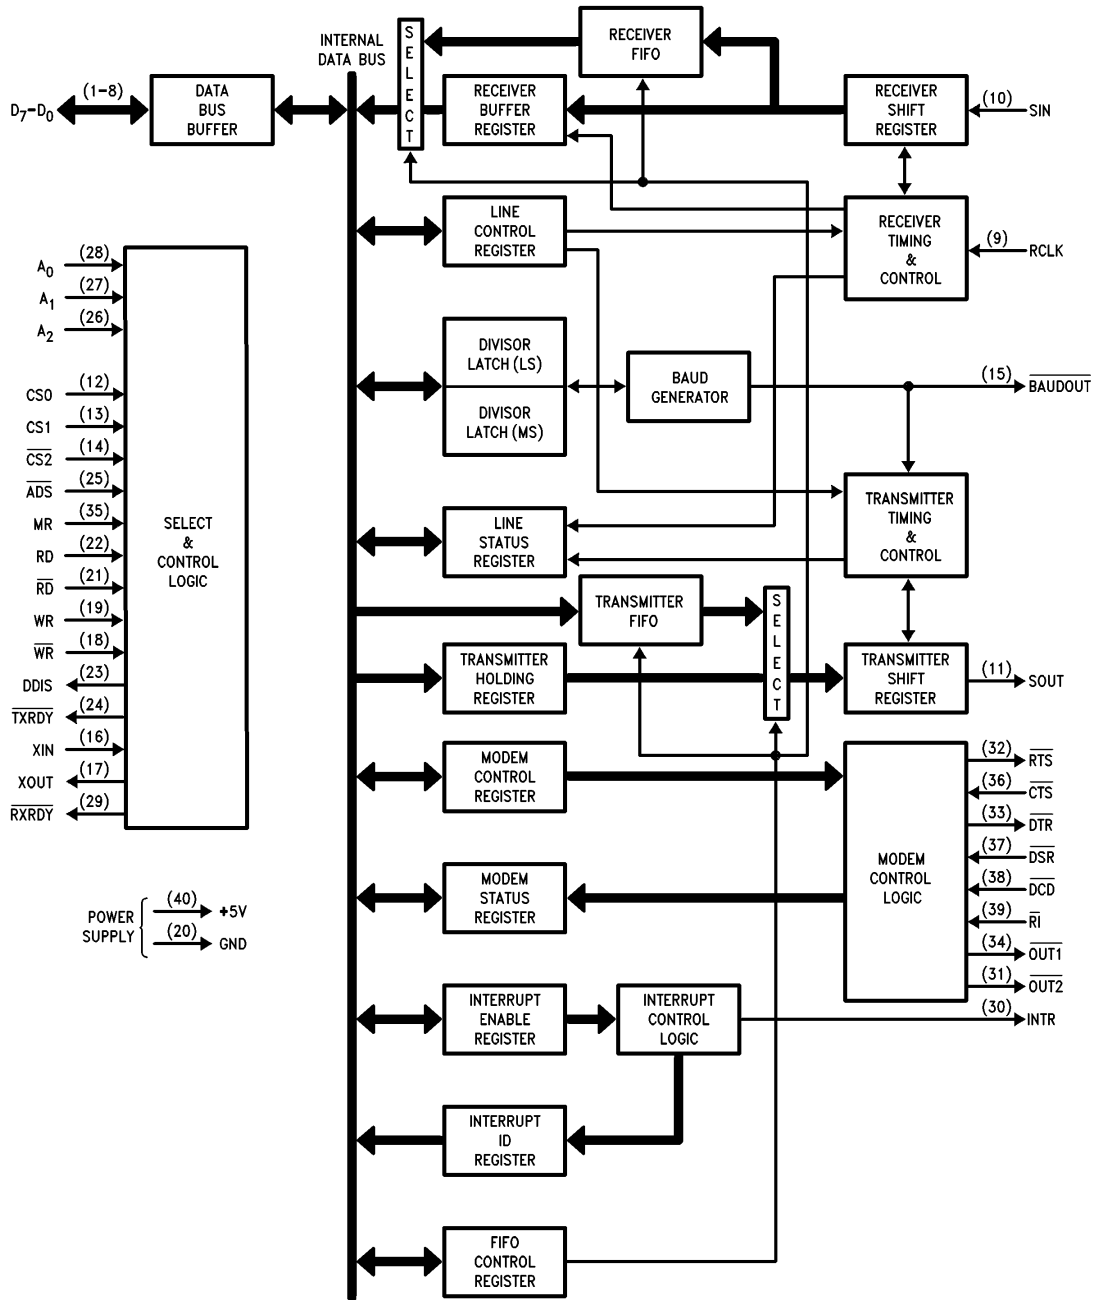 INTERNAL
DATA BUS
SELECT
RECEIVER
FIFO
D7–D0
(1–8)
DATA
BUS
BUFFER
RECEIVER
BUFFER
REGISTER
RECEIVER
SHIFT
REGISTER
(10)
SIN
LINE
CONTROL
REGISTER
RECEIVER
TIMING
&
CONTROL
(9)
RCLK
A0
(28)
A1
(27)
A2
(26)
CS0
(12)
CS1
(13)
CS2
(14)
ADS
(25)
MR
(35)
RD
(22)
RD
(21)
WR
(19)
WR
(18)
DDIS
(23)
TXRDY
(24)
XIN
(16)
XOUT
(17)
RXRDY
(29)
SELECT
&
CONTROL
LOGIC
DIVISOR
LATCH (LS)
DIVISOR
LATCH (MS)
BAUD
GENERATOR
(15)
BAUDOUT
LINE
STATUS
REGISTER
TRANSMITTER
TIMING
&
CONTROL
TRANSMITTER
FIFO
SELECT
TRANSMITTER
HOLDING
REGISTER
TRANSMITTER
SHIFT
REGISTER
(11)
SOUT
MODEM
CONTROL
REGISTER
MODEM
CONTROL
LOGIC
(32)
RTS
(36)
CTS
(33)
DTR
(37)
DSR
(38)
DCD
(39)
RI
(34)
OUT1
(31)
OUT2
POWER
SUPPLY
(40)
+5V
(20)
GND
MODEM
STATUS
REGISTER
INTERRUPT
ENABLE
REGISTER
INTERRUPT
CONTROL
LOGIC
(30)
INTR
INTERRUPT
ID
REGISTER
FIFO
CONTROL
REGISTER